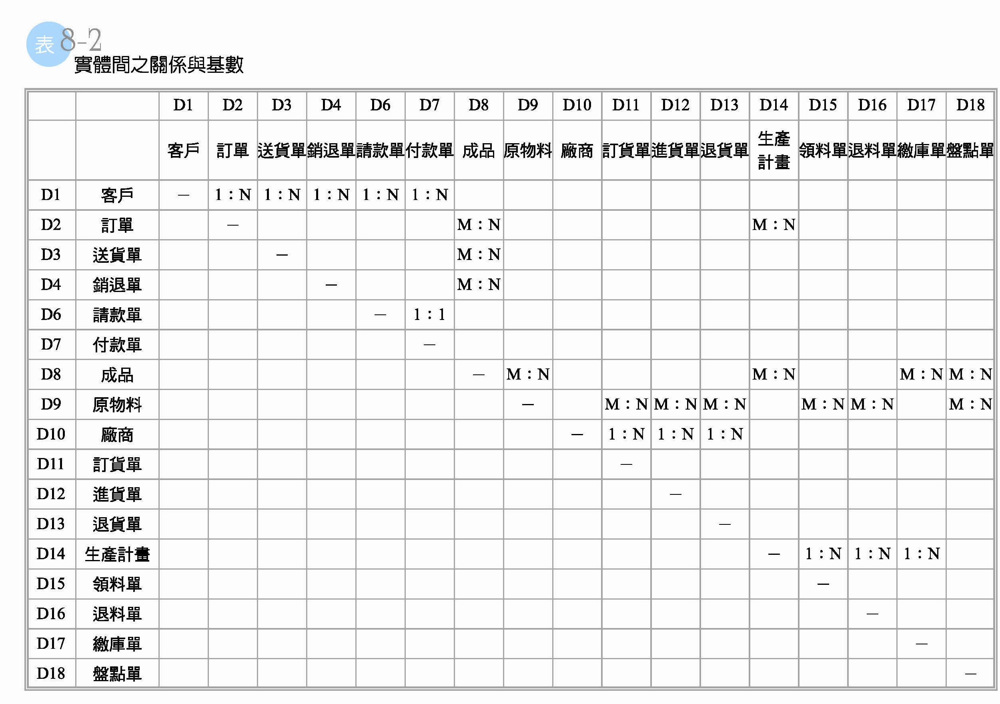 表 8-2
實體間之關係與基數
D1 D2 D3 D4 D6 D7 D8 D9 D10 D11 D12 D13 D14 D15 D16 D17 D18
客戶 訂單 送貨單 銷退單 請款單 付款單 成品 原物料 廠商 訂貨單 進貨單 退貨單 生產計畫 領料單 退料單 繳庫單 盤點單
D1 客戶 － 1：N 1：N 1：N 1：N 1：N
D2 訂單 － M：N M：N
D3 送貨單 － M：N
D4 銷退單 － M：N
D6 請款單 － 1：1
D7 付款單 －
D8 成品 － M：N M：N M：N M：N
D9 原物料 － M：N M：N M：N M：N M：N M：N
D10 廠商 － 1：N 1：N 1：N
D11 訂貨單 －
D12 進貨單 －
D13 退貨單 －
D14 生產計畫 － 1：N 1：N 1：N
D15 領料單 －
D16 退料單 －
D17 繳庫單 －
D18 盤點單 －